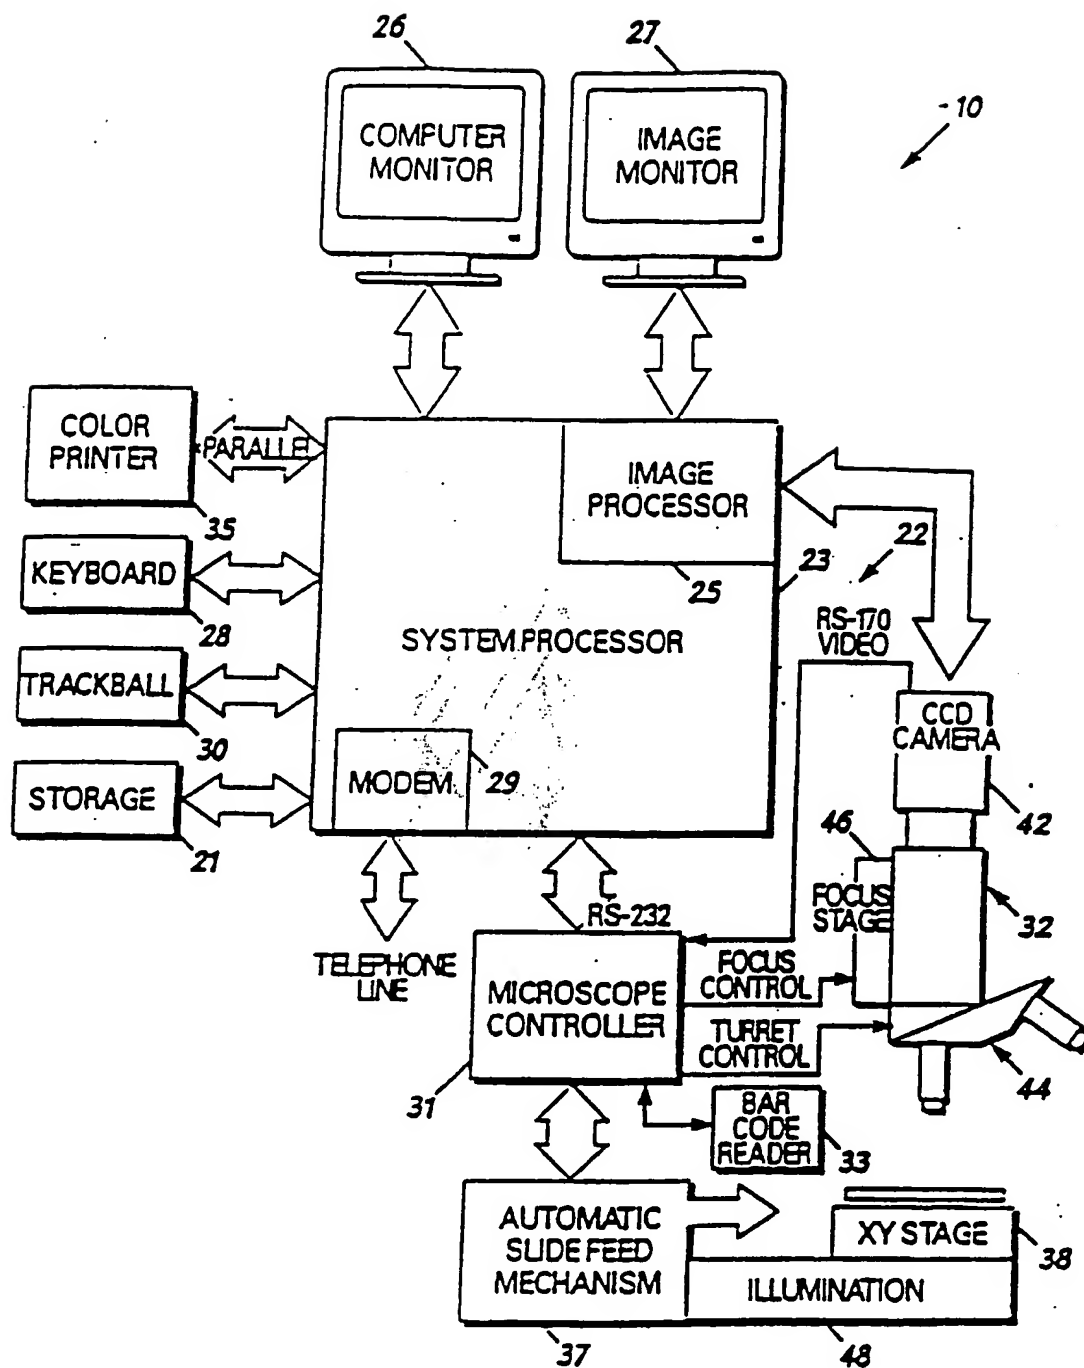 26
27
-10
COMPUTER
MONITOR
IMAGE
MONITOR
COLOR
PRINTER
PARALLEL
35
IMAGE
PROCESSOR
25
23
22
KEYBOARD
28
SYSTEM PROCESSOR
RS-170
VIDEO
TRACKBALL
30
CCD
CAMERA
42
STORAGE
21
MODEM
29
46
FOCUS
STAGE
32
TELEPHONE
LINE
RS-232
MICROSCOPE
CONTROLLER
31
FOCUS
CONTROL
TURRET
CONTROL
44
BAR
CODE
READER
33
AUTOMATIC
SLIDE FEED
MECHANISM
37
XY STAGE
38
ILLUMINATION
48